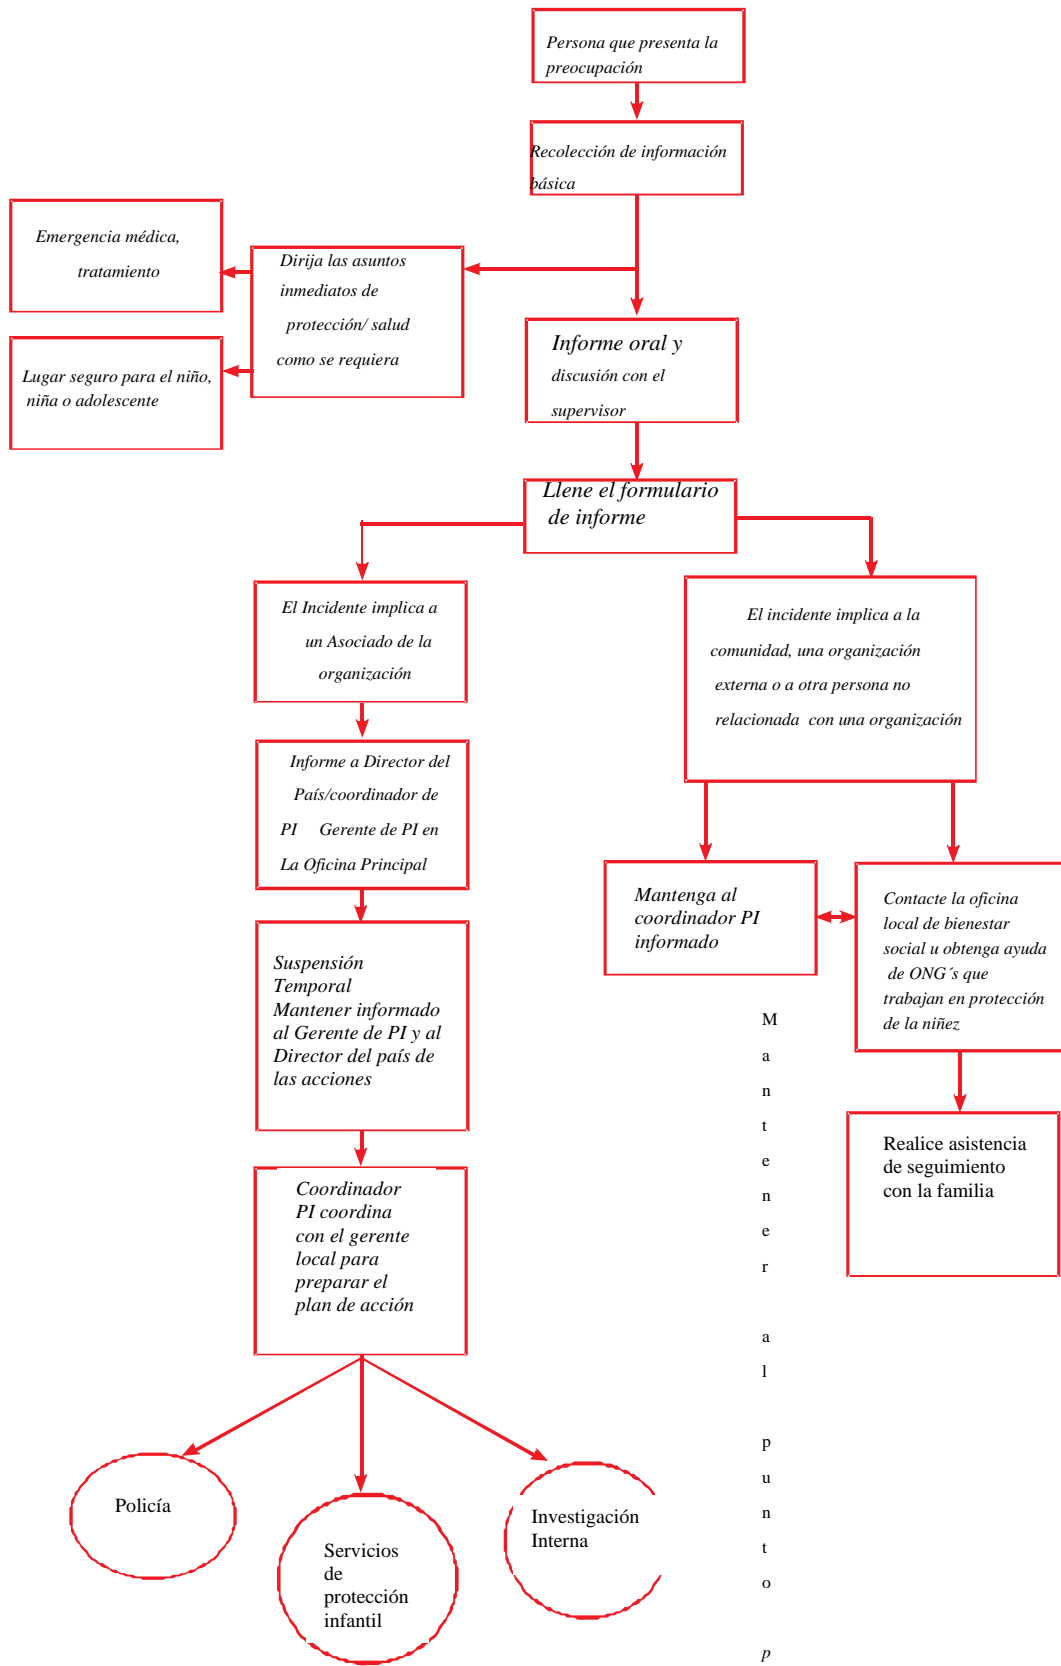 Persona que presenta la
preocupación
Recolección de información
básica
Emergencia médica,
tratamiento
Dirija las asuntos
inmediatos de
protección/ salud
como se requiera
Lugar seguro para el niño,
niña o adolescente
Informe oral y
discusión con el
supervisor
Llene el formulario
de informe
El Incidente implica a
un Asociado de la
organización
El incidente implica a la
comunidad, una organización
externa o a otra persona no
relacionada con una organización
Informe a Director del
País/coordinador de
PI Gerente de PI en
La Oficina Principal
Mantenga al
coordinador PI
informado
Contacte la oficina
local de bienestar
social u obtenga ayuda
de ONG´s que
trabajan en protección
de la niñez
Suspensión
Temporal
Mantener informado
al Gerente de PI y al
Director del país de
las acciones
Realice asistencia
de seguimiento
con la familia
Coordinador
PI coordina
con el gerente
local para
preparar el
plan de acción
Policía
Servicios
de
protección
infantil
Investigación
Interna
M
a
n
t
e
n
e
r
a
l
p
u
n
t
o
p